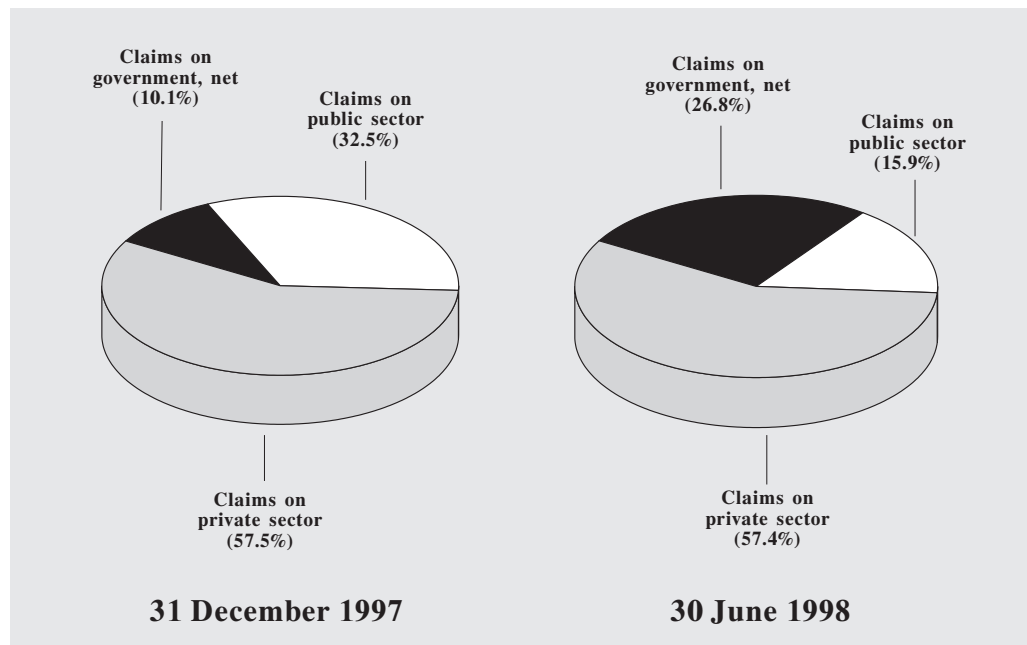 Claims on
government, net
(10.1%)
Claims on
public sector
(32.5%)
Claims on
private sector
(57.5%)
31 December 1997
Claims on
government, net
(26.8%)
Claims on
public sector
(15.9%)
Claims on
private sector
(57.4%)
30 June 1998